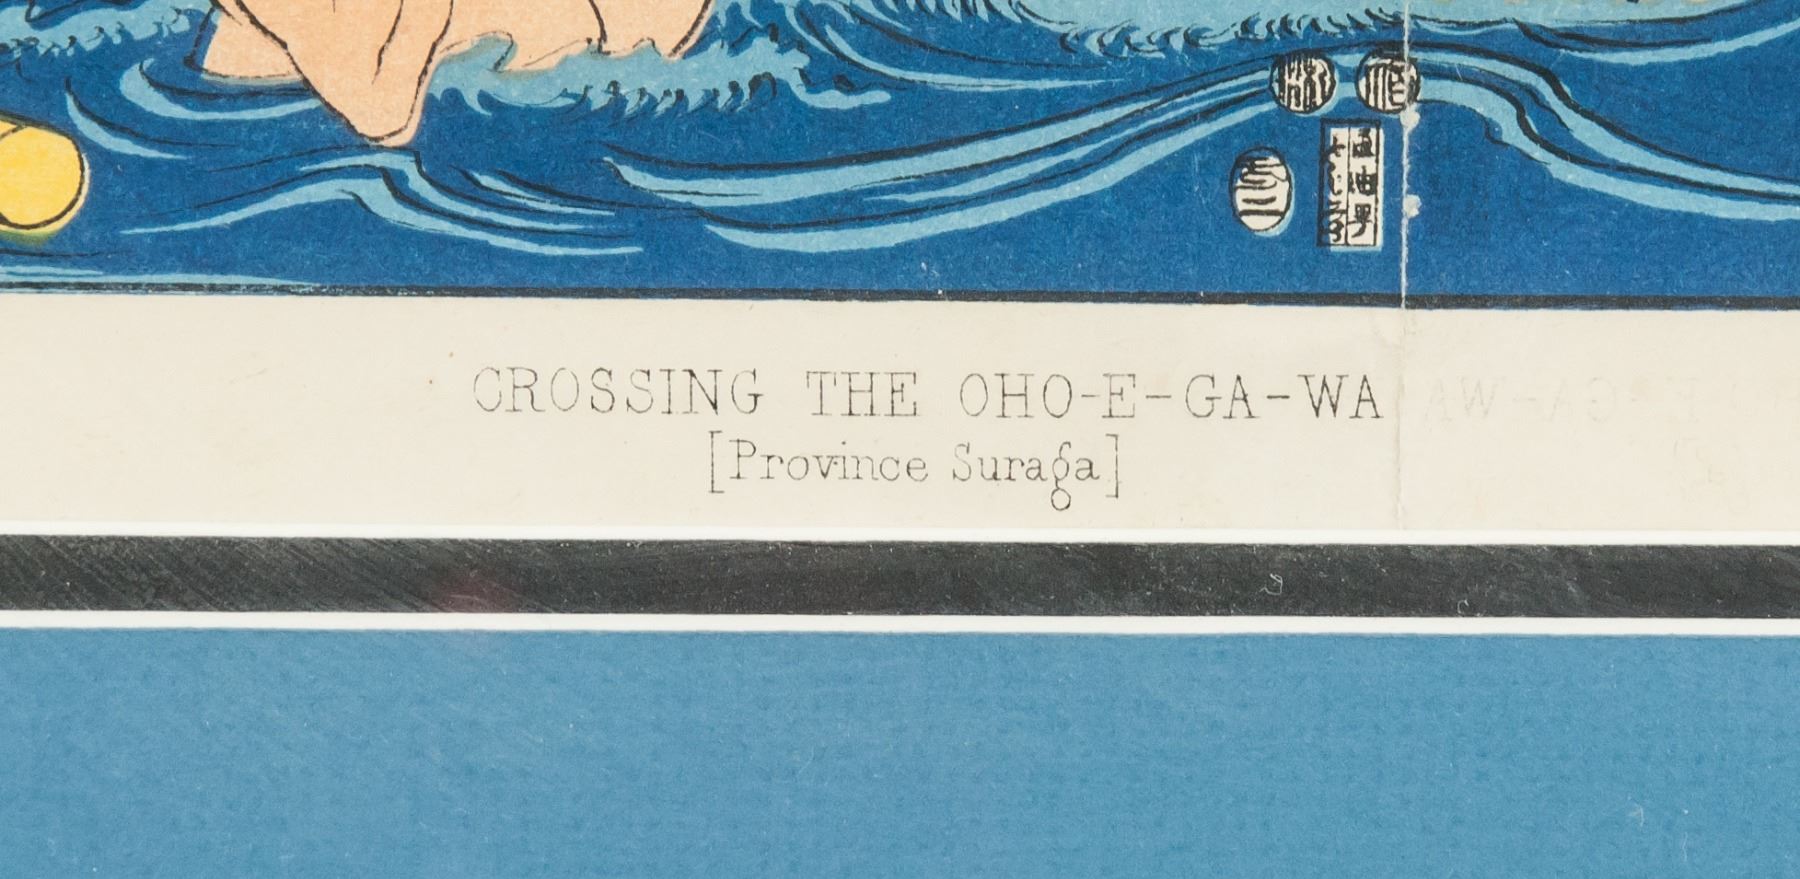 CROSSING THE OHO-E-GA-WA
[Province Suraga]